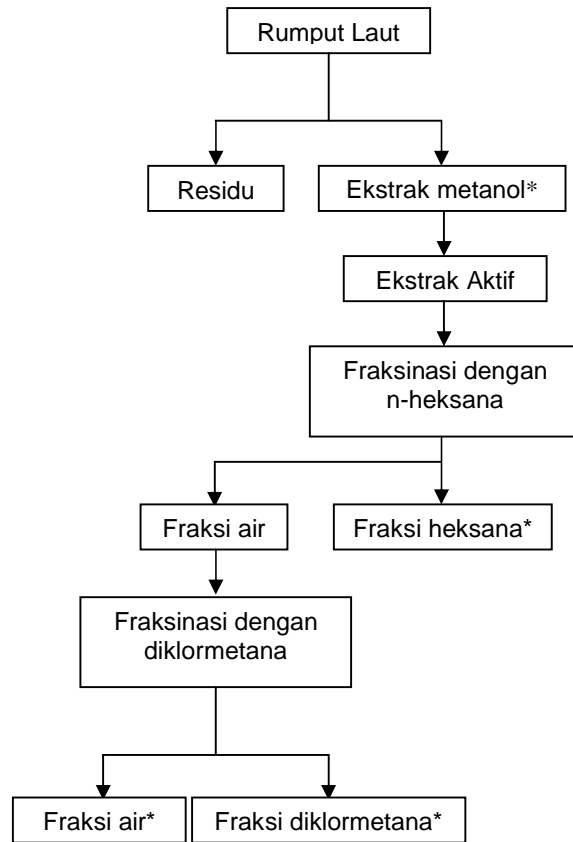 Rumput Laut
Residu
Ekstrak metanol*
Ekstrak Aktif
Fraksinasi dengan
n-heksana
Fraksi air
Fraksi heksana*
Fraksinasi dengan
diklormetana
Fraksi air*
Fraksi diklormetana*